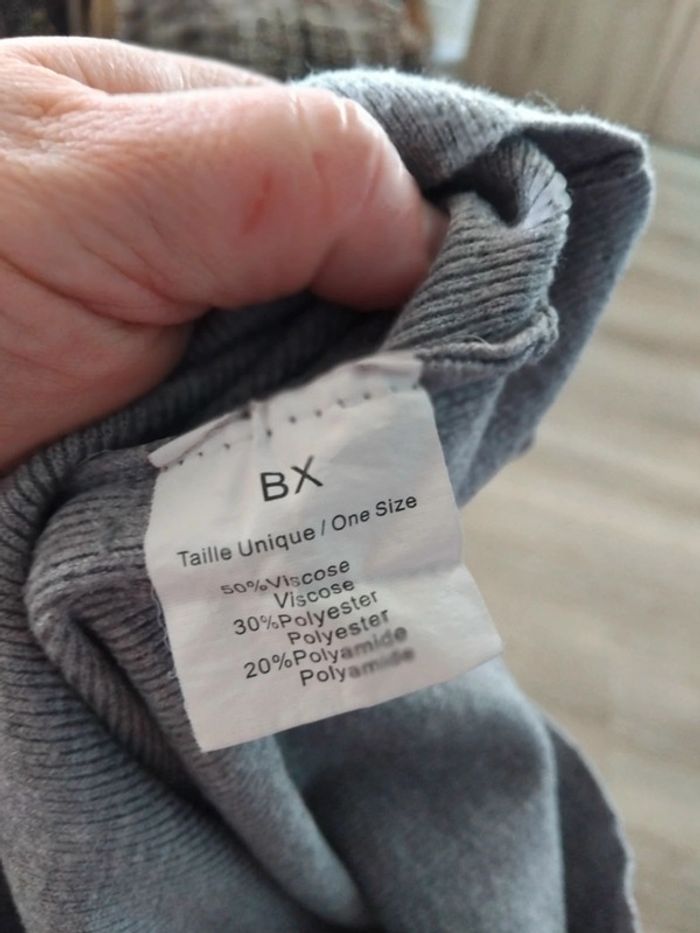 BX
Taille Unique / One Size
50%Viscose
Viscose
30%Polyester
Polyester
20%Polyamide
Polyamide